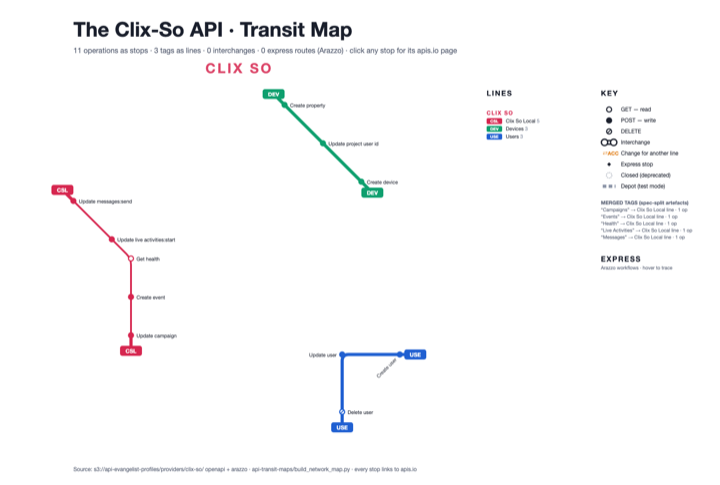 The Clix-So API · Transit Map
11 operations as stops · 3 tags as lines · 0 interchanges · 0 express routes (Arazzo) · click any stop for its apis.io page
CLIX SO
DEV
Create property
Update project user id
Create device
DEV
CSL
Update messages:send
Update live activities:start
Get health
Create event
Update campaign
CSL
Update user
USE
Create user
Delete user
USE
LINES
CLIX SO
CSL Clix So Local 5
DEV Devices 3
USE Users 3
KEY
GET — read
POST — write
DELETE
Interchange
Change for another line
Express stop
Closed (deprecated)
Depot (test mode)
MERGED TAGS (spec-split artefacts)
"Campaigns" → Clix So Local line · 1 op
"Events" → Clix So Local line · 1 op
"Health" → Clix So Local line · 1 op
"Live Activities" → Clix So Local line · 1 op
"Messages" → Clix So Local line · 1 op
EXPRESS
Arazzo workflows · hover to trace
Source: s3://api-evangelist-profiles/providers/clix-so/ openapi + arazzo · api-transit-maps/build_network_map.py · every stop links to apis.io